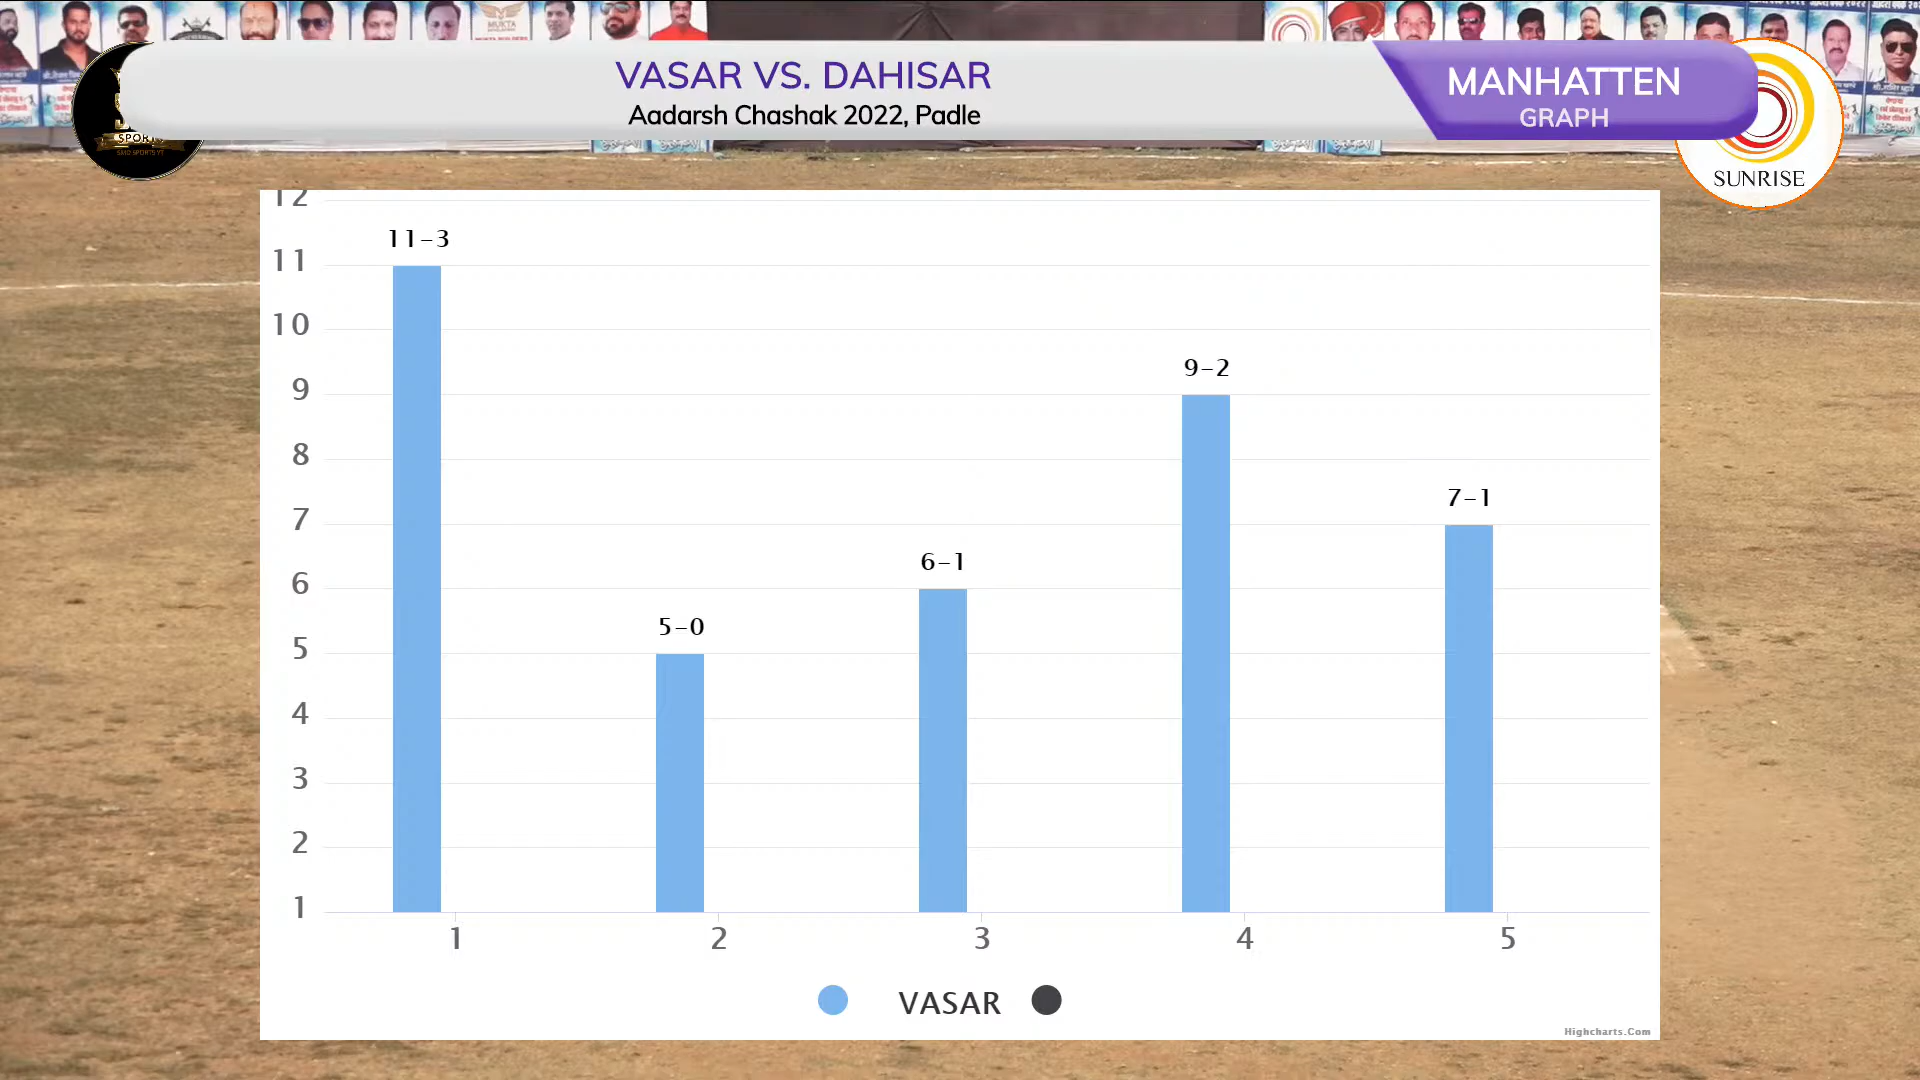 MUKTA
VASAR VS. DAHISAR
Aadarsh Chashak 2022, Padle
MANHATTEN
GRAPH
SPORTS
SUNRISE
12
11
10
9
8
7
6
5
4
3
2
1
11-3
5-0
6-1
9-2
7-1
1
2
3
4
5
VASAR
Highcharts.Com